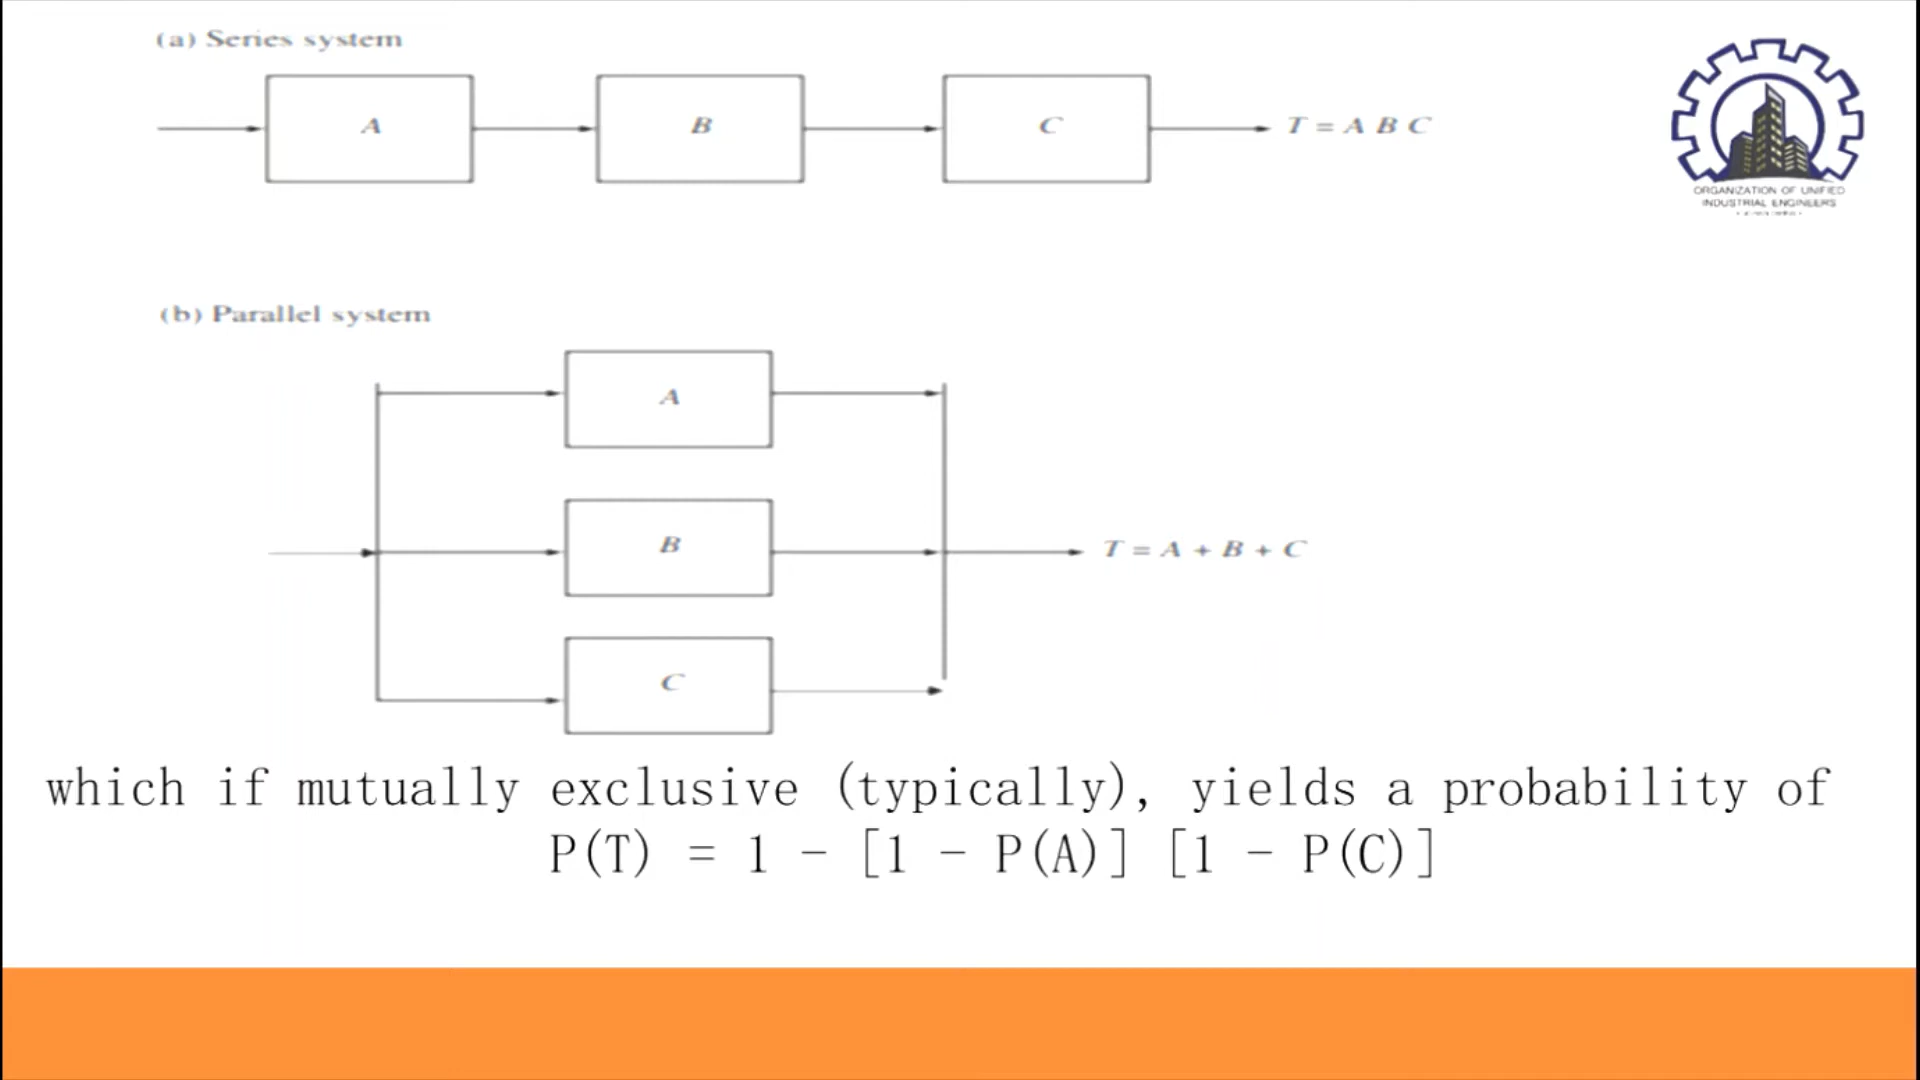 (a) Series system
A
B
C
T = A B C
ORGANIZATION OF UNIFIED
INDUSTRIAL ENGINEERS
(b) Parallel system
A
B
T = A + B + C
C
which if mutually exclusive (typically), yields a probability of
P(T) = 1 - [1 - P(A)] [1 - P(C)]